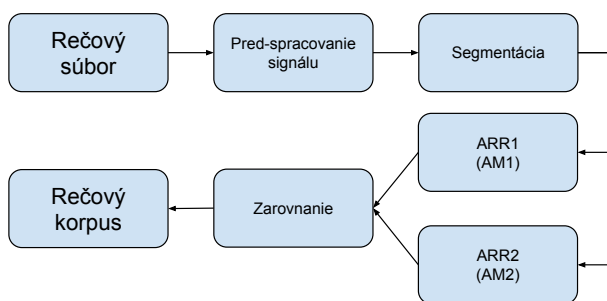 Rečový
súbor
Pred-spracovanie
signálu
Segmentácia
ARR1
(AM1)
Rečový
korpus
Zarovnanie
ARR2
(AM2)